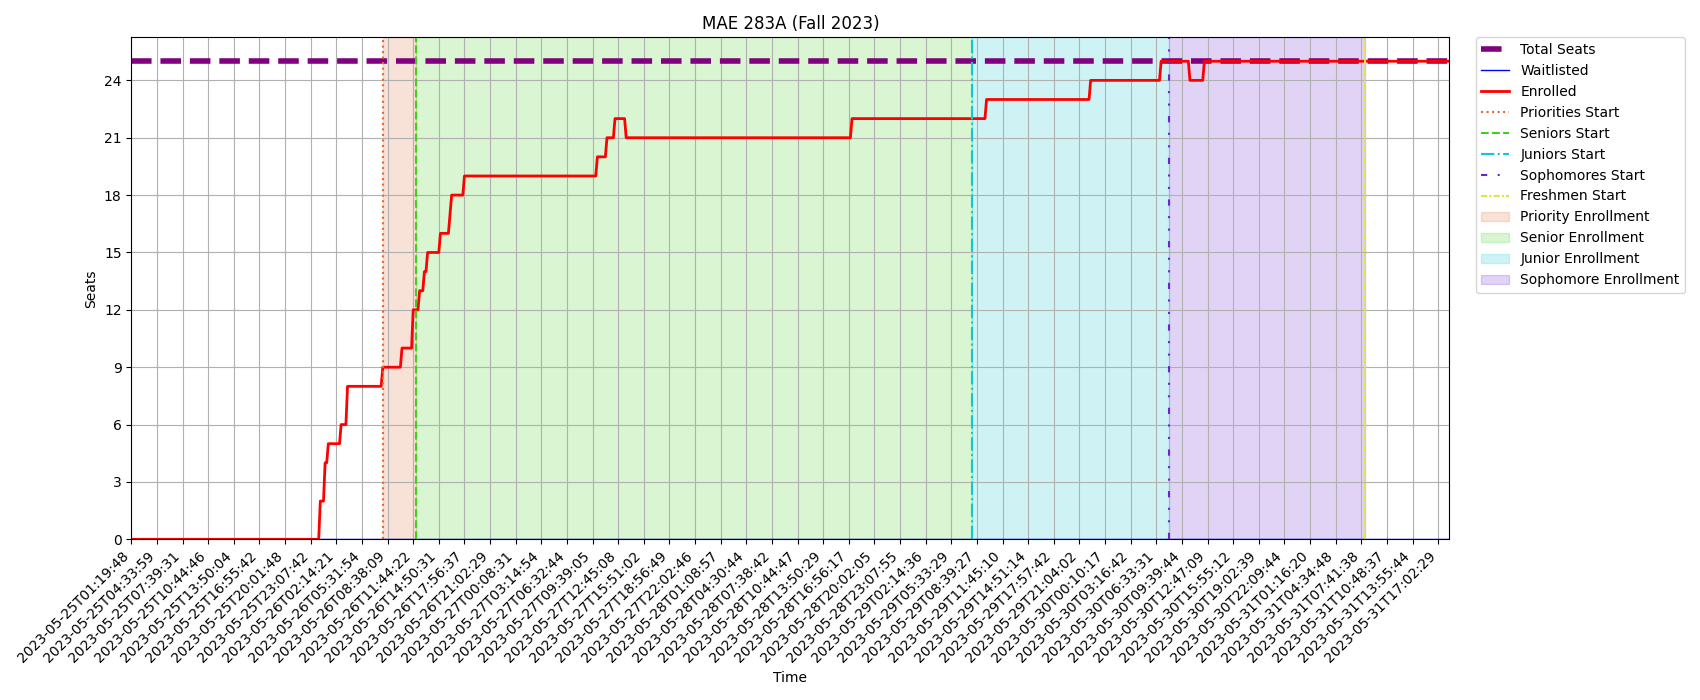 MAE 283A (Fall 2023)
Total Seats
Waitlisted
Enrolled
Priorities Start
Seniors Start
Juniors Start
Sophomores Start
Freshmen Start
Priority Enrollment
Senior Enrollment
Junior Enrollment
Sophomore Enrollment
Seats
24
21
18
15
12
9
6
3
0
2023-05-25T01:19:48
2023-05-25T04:33:59
2023-05-25T07:39:31
2023-05-25T10:44:46
2023-05-25T13:50:04
2023-05-25T16:55:42
2023-05-25T20:01:48
2023-05-25T23:07:42
2023-05-26T02:14:21
2023-05-26T05:31:54
2023-05-26T08:38:09
2023-05-26T11:44:22
2023-05-26T14:50:31
2023-05-26T17:56:37
2023-05-26T21:02:29
2023-05-27T00:08:31
2023-05-27T03:14:54
2023-05-27T06:32:44
2023-05-27T09:39:05
2023-05-27T12:45:08
2023-05-27T15:51:02
2023-05-27T18:56:49
2023-05-27T22:02:46
2023-05-28T01:08:57
2023-05-28T04:30:44
2023-05-28T07:38:42
2023-05-28T10:44:47
2023-05-28T13:50:29
2023-05-28T16:56:17
2023-05-28T20:02:05
2023-05-28T23:07:55
2023-05-29T02:14:36
2023-05-29T05:33:29
2023-05-29T08:39:27
2023-05-29T11:45:10
2023-05-29T14:51:14
2023-05-29T17:57:42
2023-05-29T21:04:02
2023-05-30T00:10:17
2023-05-30T03:16:42
2023-05-30T06:33:31
2023-05-30T09:39:44
2023-05-30T12:47:09
2023-05-30T15:55:12
2023-05-30T19:02:39
2023-05-30T22:09:44
2023-05-31T01:16:20
2023-05-31T04:34:48
2023-05-31T07:41:38
2023-05-31T10:48:37
2023-05-31T13:55:44
2023-05-31T17:02:29
Time